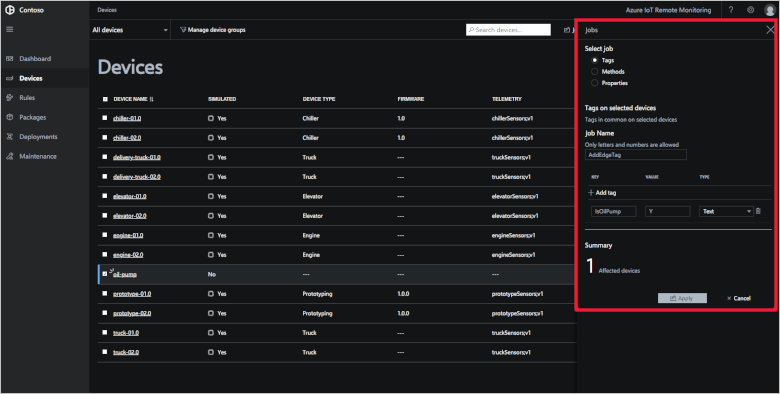 Contoso
Devices
Azure IoT Remote Monitoring
?
All devices
Manage device groups
Search devices...
Dashboard
Devices
Rules
Packages
Deployments
Maintenance
Devices
DEVICE NAME SIMULATED DEVICE TYPE FIRMWARE TELEMETRY
chiller-01.0 Yes Chiller 1.0 chillerSensors;v1
chiller-02.0 Yes Chiller 1.0 chillerSensors;v1
delivery-truck-01.0 Yes Truck --- truckSensors;v1
delivery-truck-02.0 Yes Truck --- truckSensors;v1
elevator-01.0 Yes Elevator --- elevatorSensors;v1
elevator-02.0 Yes Elevator --- elevatorSensors;v1
engine-01.0 Yes Engine --- engineSensors;v1
engine-02.0 Yes Engine --- engineSensors;v1
oil-pump No --- --- ---
prototype-01.0 Yes Prototyping 1.0.0 prototypeSensors;v1
prototype-02.0 Yes Prototyping 1.0.0 prototypeSensors;v1
truck-01.0 Yes Truck --- truckSensors;v1
truck-02.0 Yes Truck --- truckSensors;v1
Jobs
Select job
Tags
Methods
Properties
Tags on selected devices
Tags in common on selected devices
Job Name
Only letters and numbers are allowed
AddEdgeTag
KEY VALUE TYPE
+ Add tag
IsOilPump Y Text
Summary
1 Affected devices
Apply
× Cancel